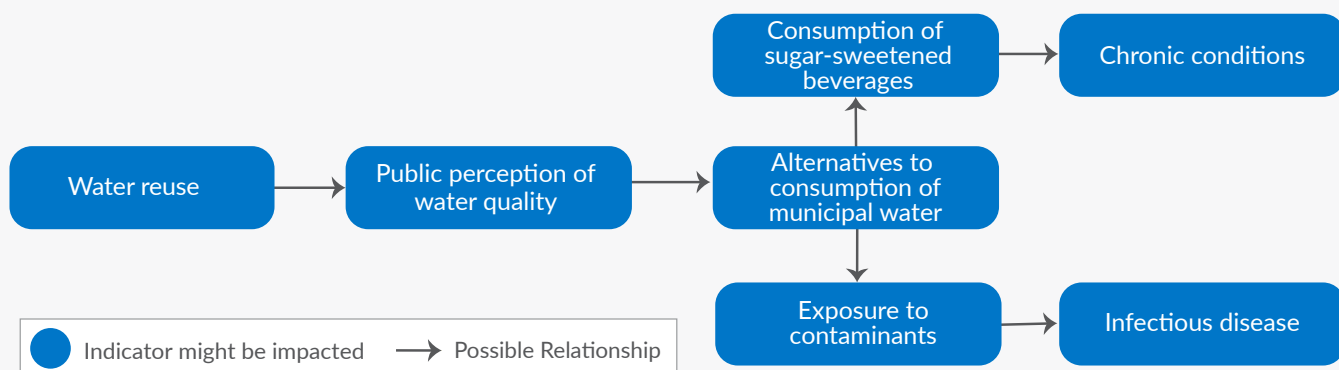 Consumption of
sugar-sweetened
beverages
Chronic conditions
Water reuse
Public perception of
water quality
Alternatives to
consumption of
municipal water
Exposure to
contaminants
Infectious disease
Indicator might be impacted
Possible Relationship